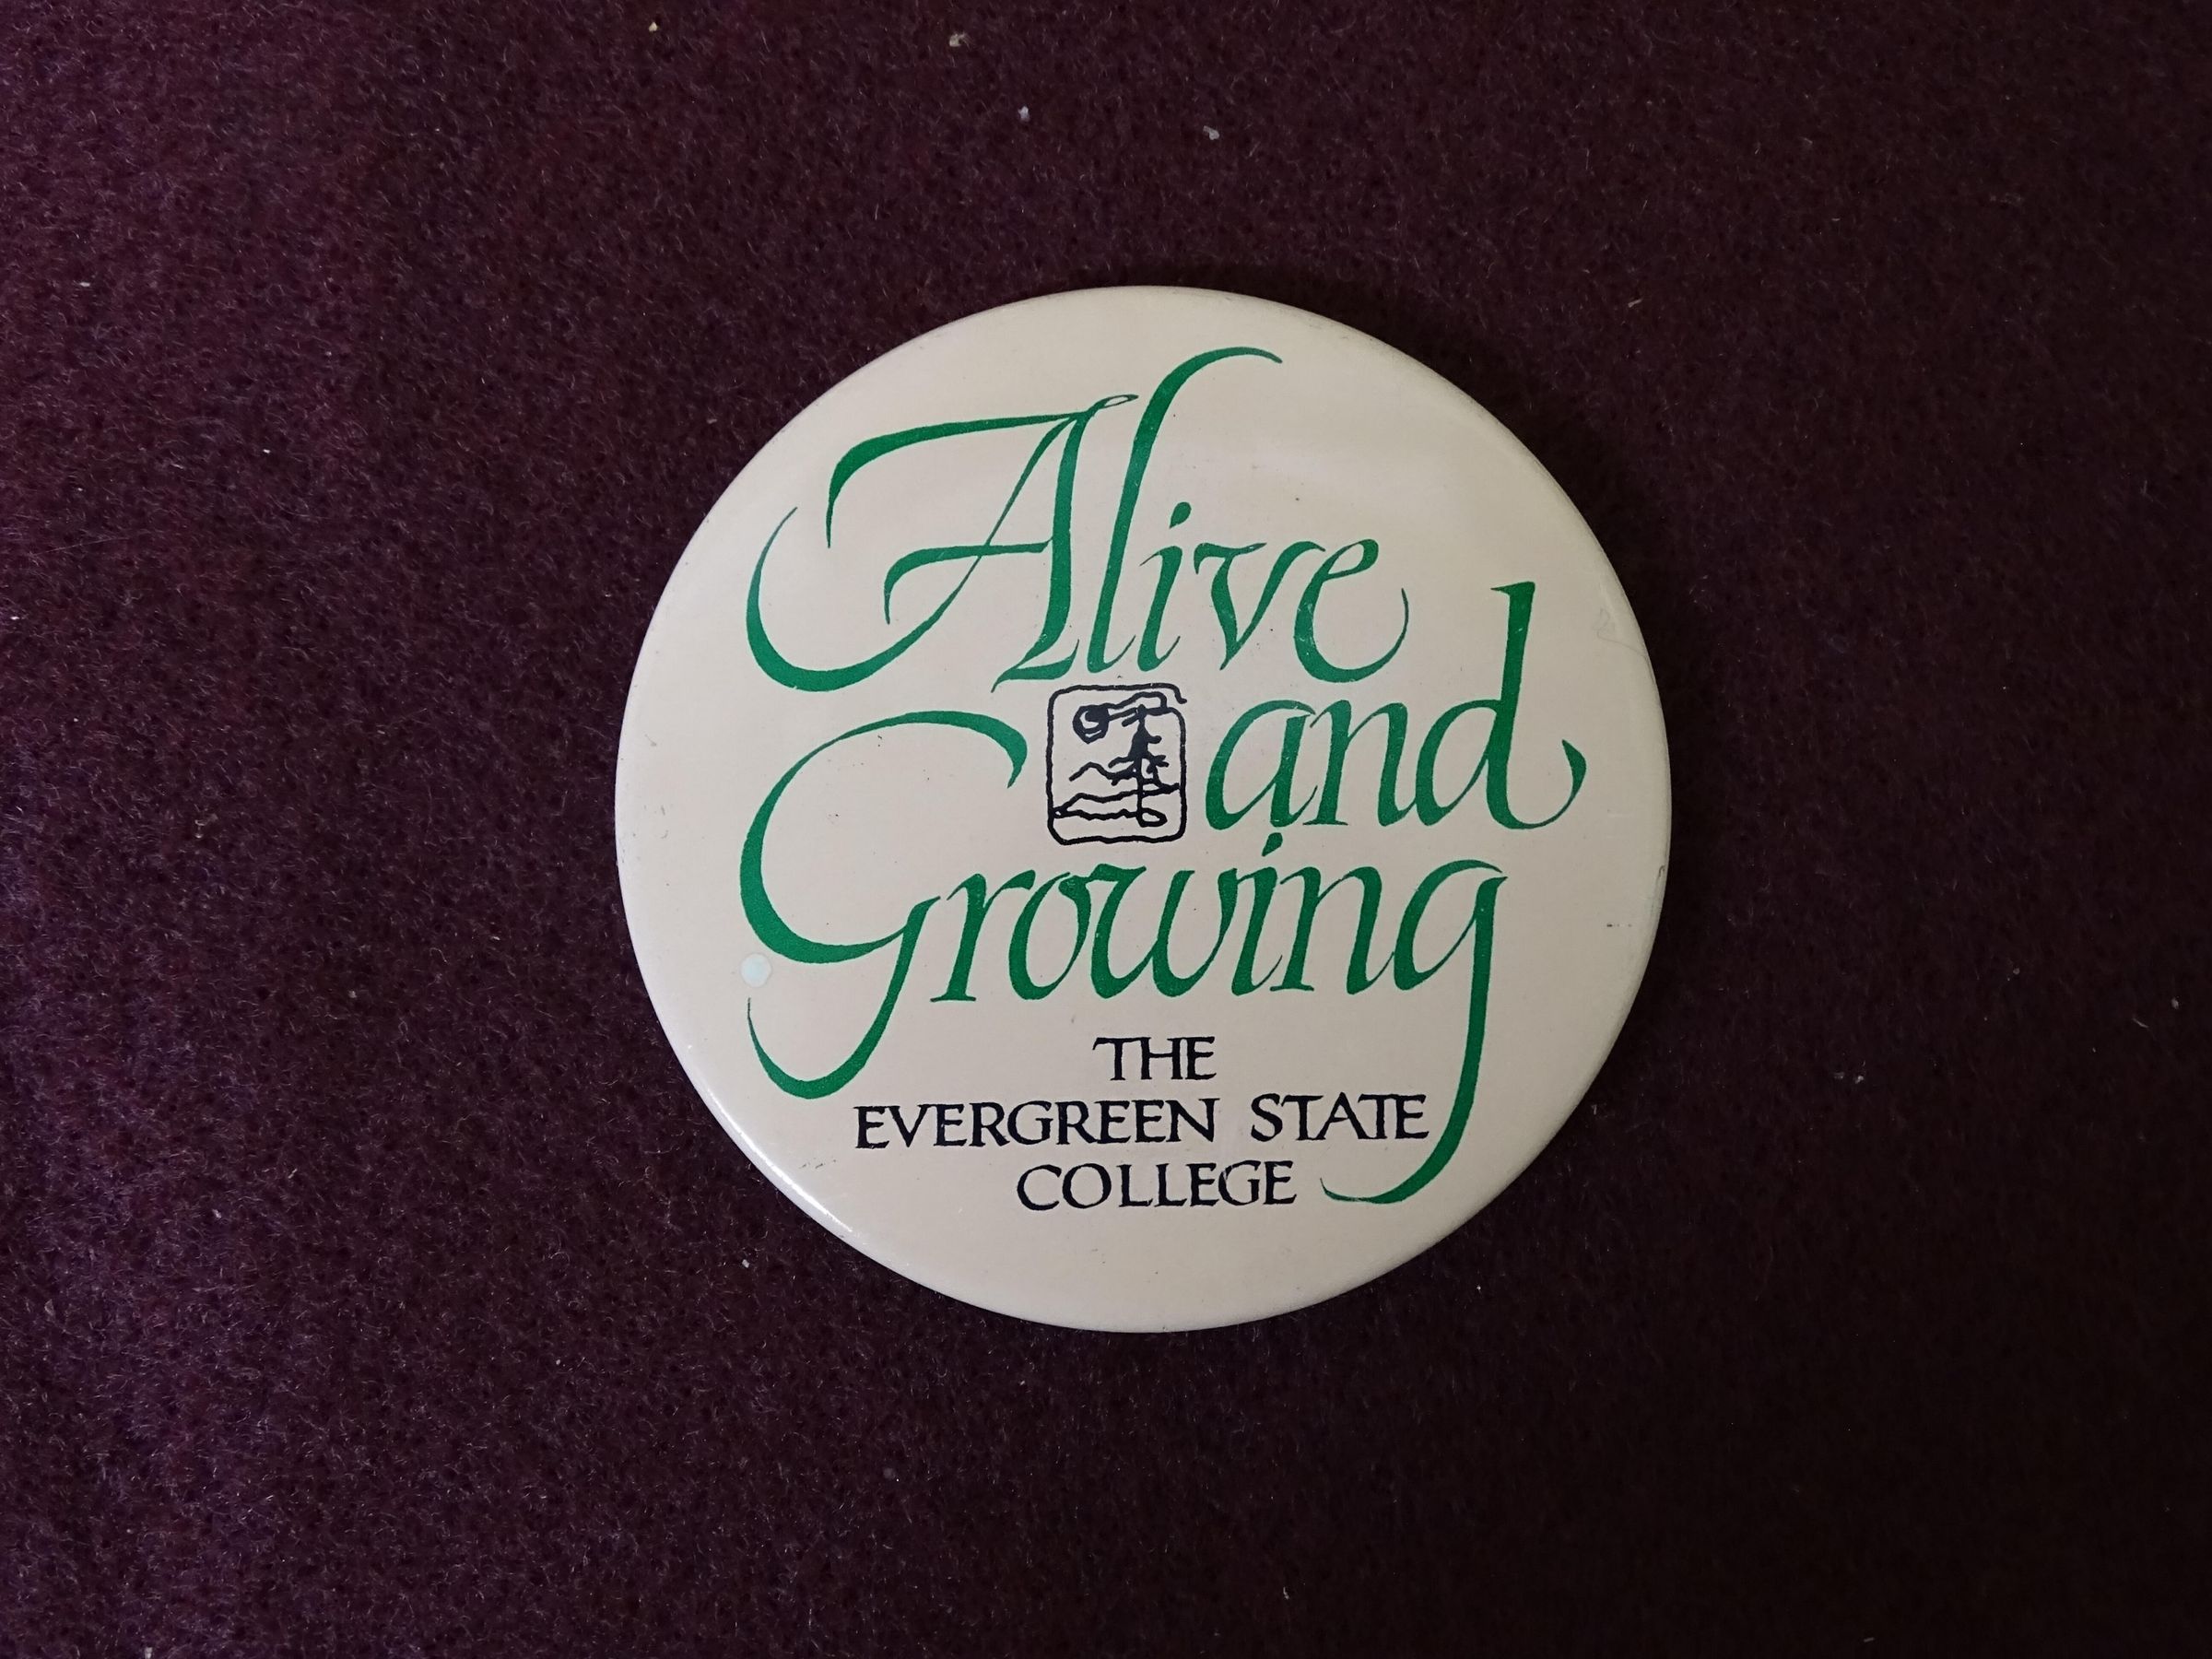 Alive
and
Growing
THE
EVERGREEN STATE
COLLEGE